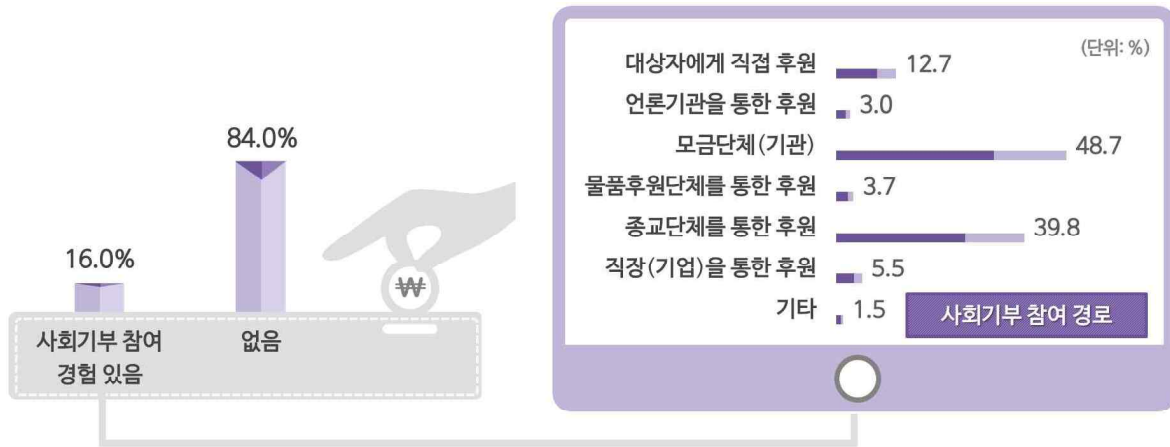 84.0%
16.0%
사회기부 참여
경험 있음
없음
₩
(단위: %)
대상자에게 직접 후원 12.7
언론기관을 통한 후원 3.0
모금단체(기관) 48.7
물품후원단체를 통한 후원 3.7
종교단체를 통한 후원 39.8
직장(기업)을 통한 후원 5.5
기타 1.5
사회기부 참여 경로